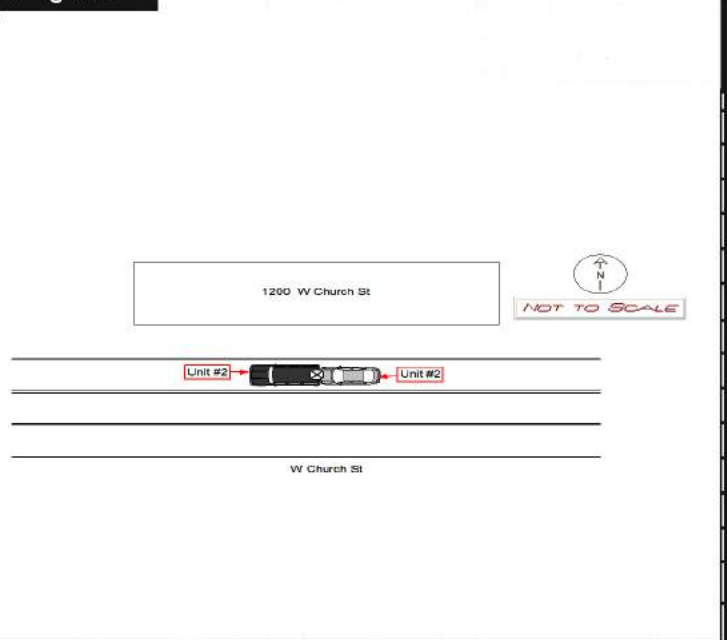 1200 W Church St
N
NOT TO SCALE
Unit #2
Unit #2
W Church St